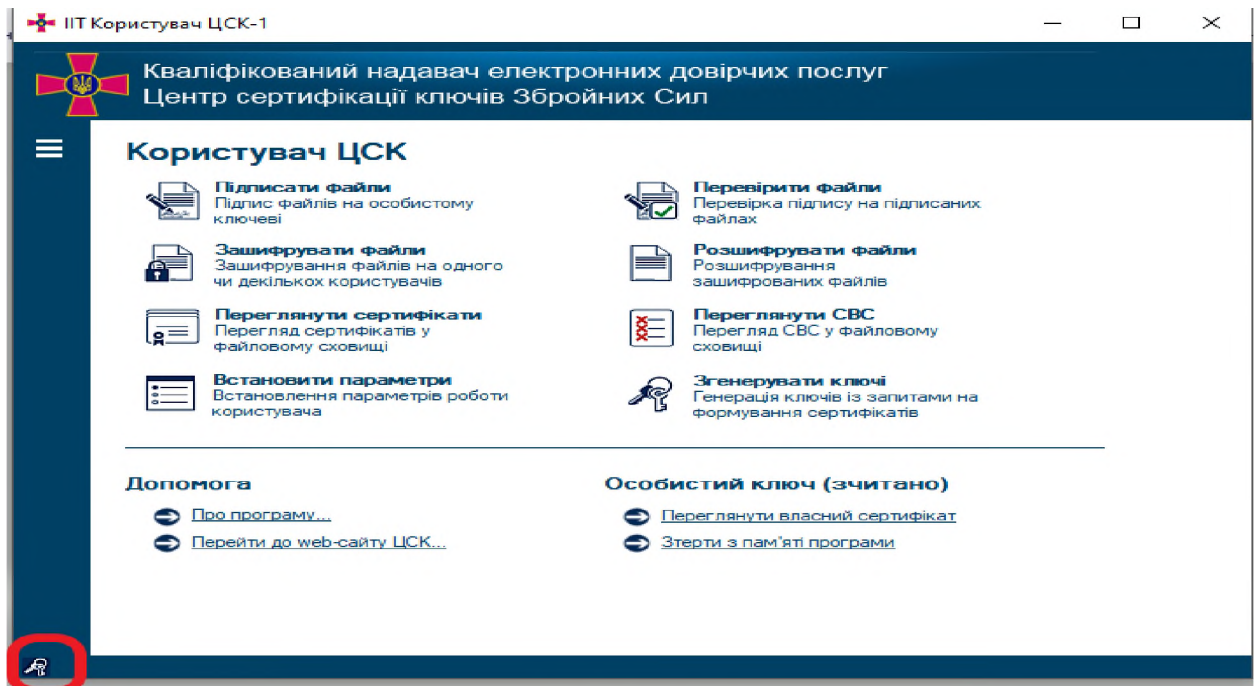 ІІТ Користувач ЦСК-1
Кваліфікований надавач електронних довірчих послуг
Центр сертифікації ключів Збройних Сил
Користувач ЦСК
Підписати файли
Підпис файлів на особистому
ключеві
Перевірити файли
Перевірка підпису на підписаних
файлах
Зашифрувати файли
Зашифрування файлів на одного
чи декількох користувачів
Розшифрувати файли
Розшифрування
зашифрованих файлів
Переглянути сертифікати
Перегляд сертифікатів у
файловому сховищі
Переглянути СВС
Перегляд СВС у файловому
сховищі
Встановити параметри
Встановлення параметрів роботи
користувача
Згенерувати ключі
Генерація ключів із запитами на
формування сертифікатів
Допомога
Про програму...
Перейти до web-сайту ЦСК...
Особистий ключ (зчитано)
Переглянути власний сертифікат
Зтерти з пам'яті програми